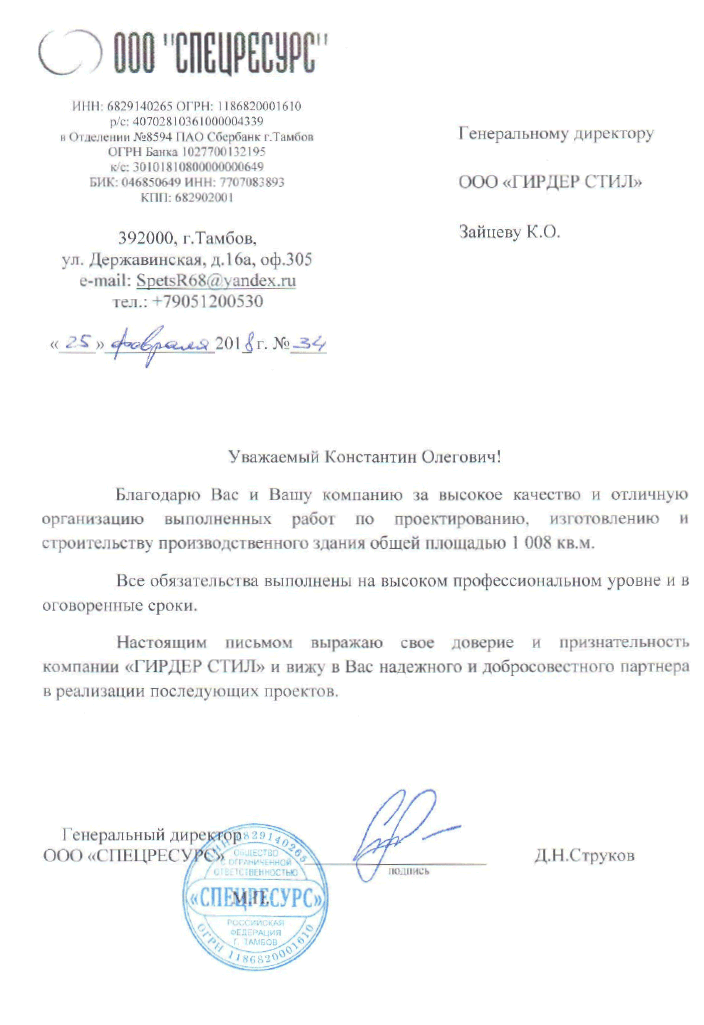 ООО "СПЕЦРЕСУРС"
ИНН: 6829140265 ОГРН: 1186820001610
р/с: 40702810361000004339
в Отделении №8594 ПАО Сбербанк г.Тамбов
ОГРН Банка 1027700132195
к/с: 30101810800000000649
БИК: 046850649 ИНН: 7707083893
КПП: 682902001
392000, г.Тамбов,
ул. Державинская, д.16а, оф.305
e-mail: SpetsR68@yandex.ru
тел.: +79051200530
« 25 » февраля 2018 г. № 34
Генеральному директору
ООО «ГИРДЕР СТИЛ»
Зайцеву К.О.
Уважаемый Константин Олегович!
Благодарю Вас и Вашу компанию за высокое качество и отличную
организацию выполненных работ по проектированию, изготовлению и
строительству производственного здания общей площадью 1 008 кв.м.
Все обязательства выполнены на высоком профессиональном уровне и в
оговоренные сроки.
Настоящим письмом выражаю свое доверие и признательность
компании «ГИРДЕР СТИЛ» и вижу в Вас надежного и добросовестного партнера
в реализации последующих проектов.
Генеральный директор
ООО «СПЕЦРЕСУРС»
подпись
Д.Н.Струков
М.П.
ИНН 6829140265
ОБЩЕСТВО
С ОГРАНИЧЕННОЙ
ОТВЕТСТВЕННОСТЬЮ
«СПЕЦРЕСУРС»
РОССИЙСКАЯ
ФЕДЕРАЦИЯ
Г. ТАМБОВ
ОГРН 1186820001610